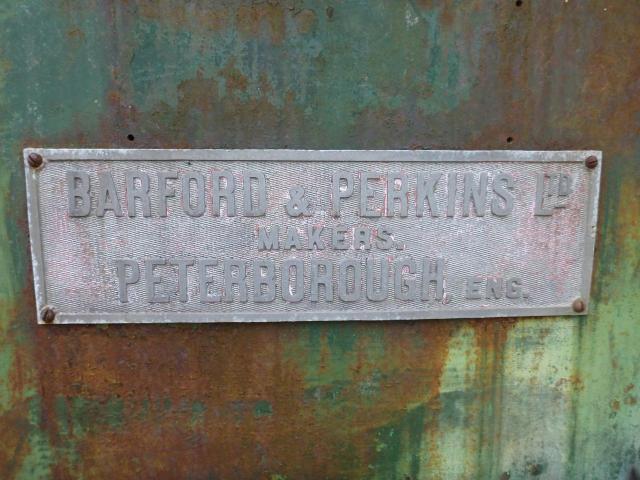 BARFORD & PERKINS LTD
MAKERS.
PETERBOROUGH, ENG.